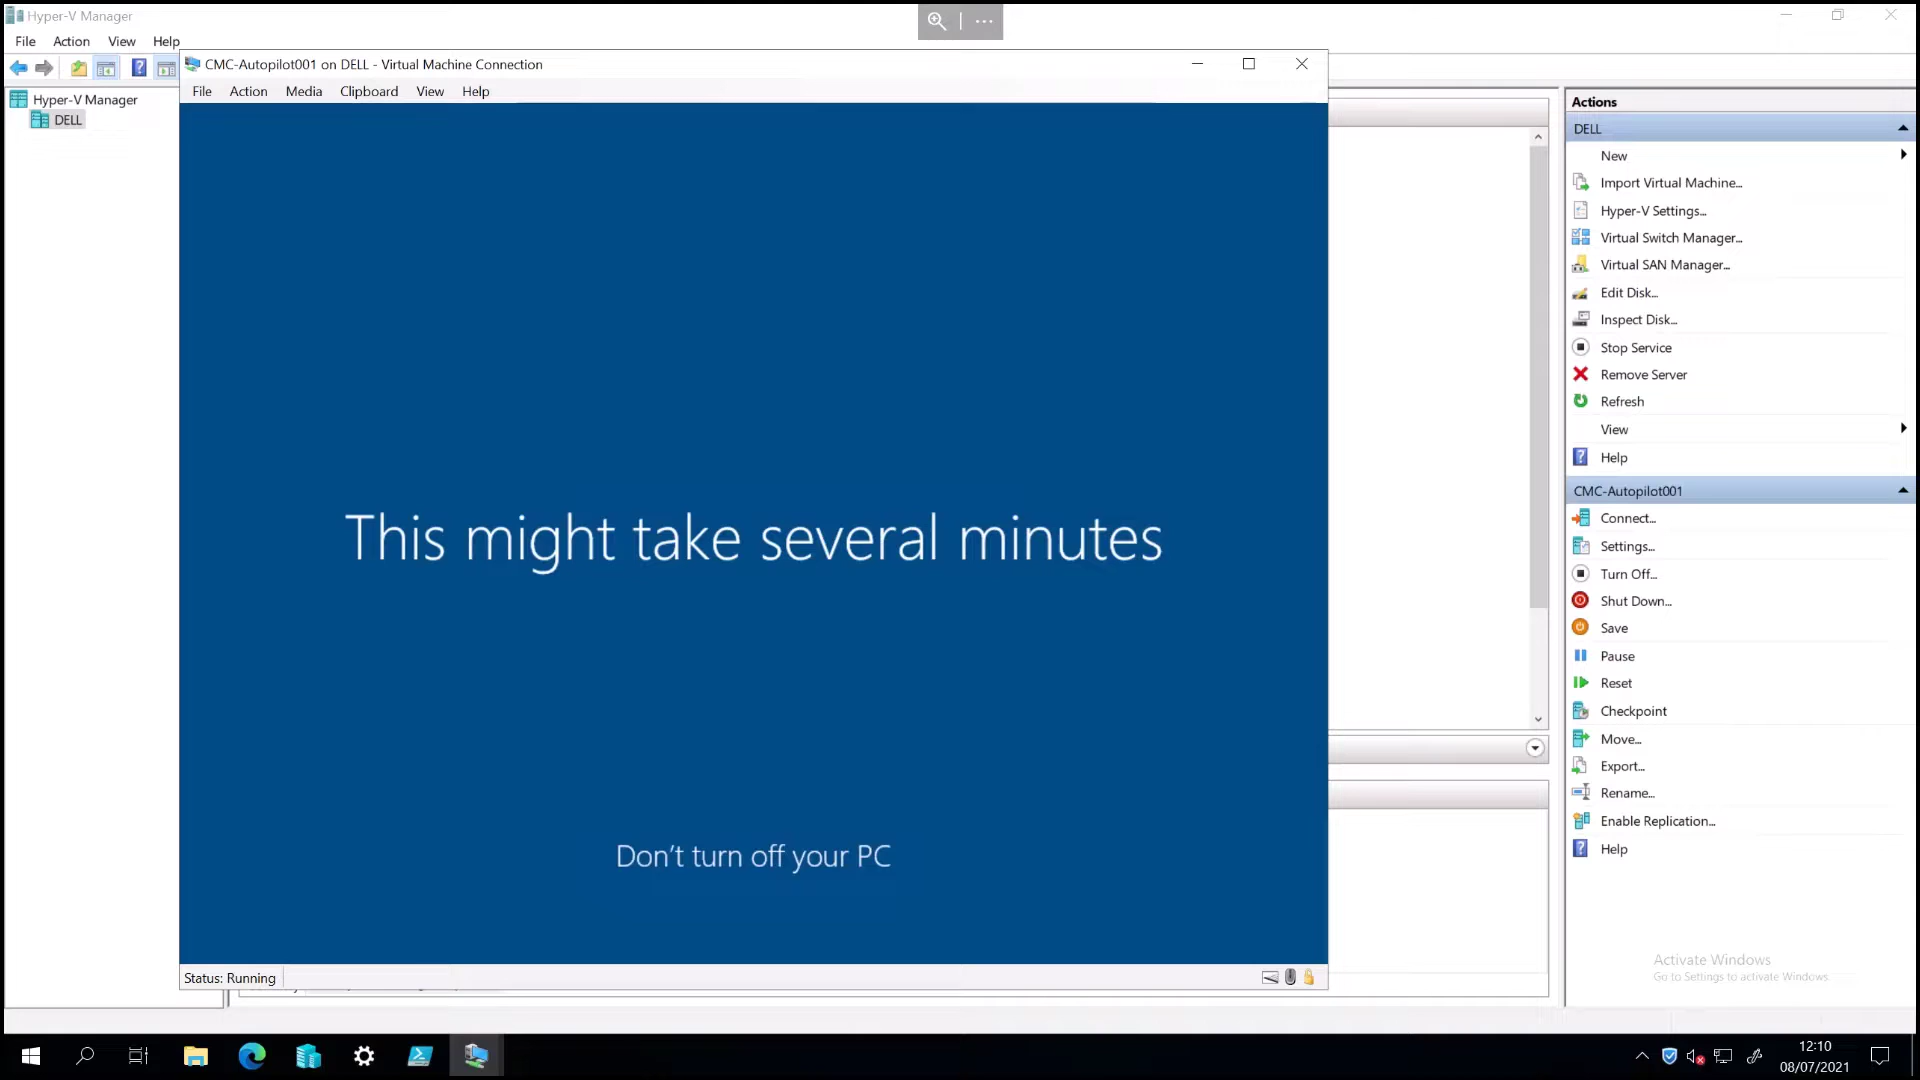 Hyper-V Manager
File Action View Help
CMC-Autopilot001 on DELL - Virtual Machine Connection
File Action Media Clipboard View Help
Hyper-V Manager
DELL
This might take several minutes
Don't turn off your PC
Status: Running
Actions
DELL
New
Import Virtual Machine...
Hyper-V Settings...
Virtual Switch Manager...
Virtual SAN Manager...
Edit Disk...
Inspect Disk...
Stop Service
Remove Server
Refresh
View
Help
CMC-Autopilot001
Connect...
Settings...
Turn Off...
Shut Down...
Save
Pause
Reset
Checkpoint
Move...
Export...
Rename...
Enable Replication...
Help
Activate Windows
Go to Settings to activate Windows.
12:10
08/07/2021